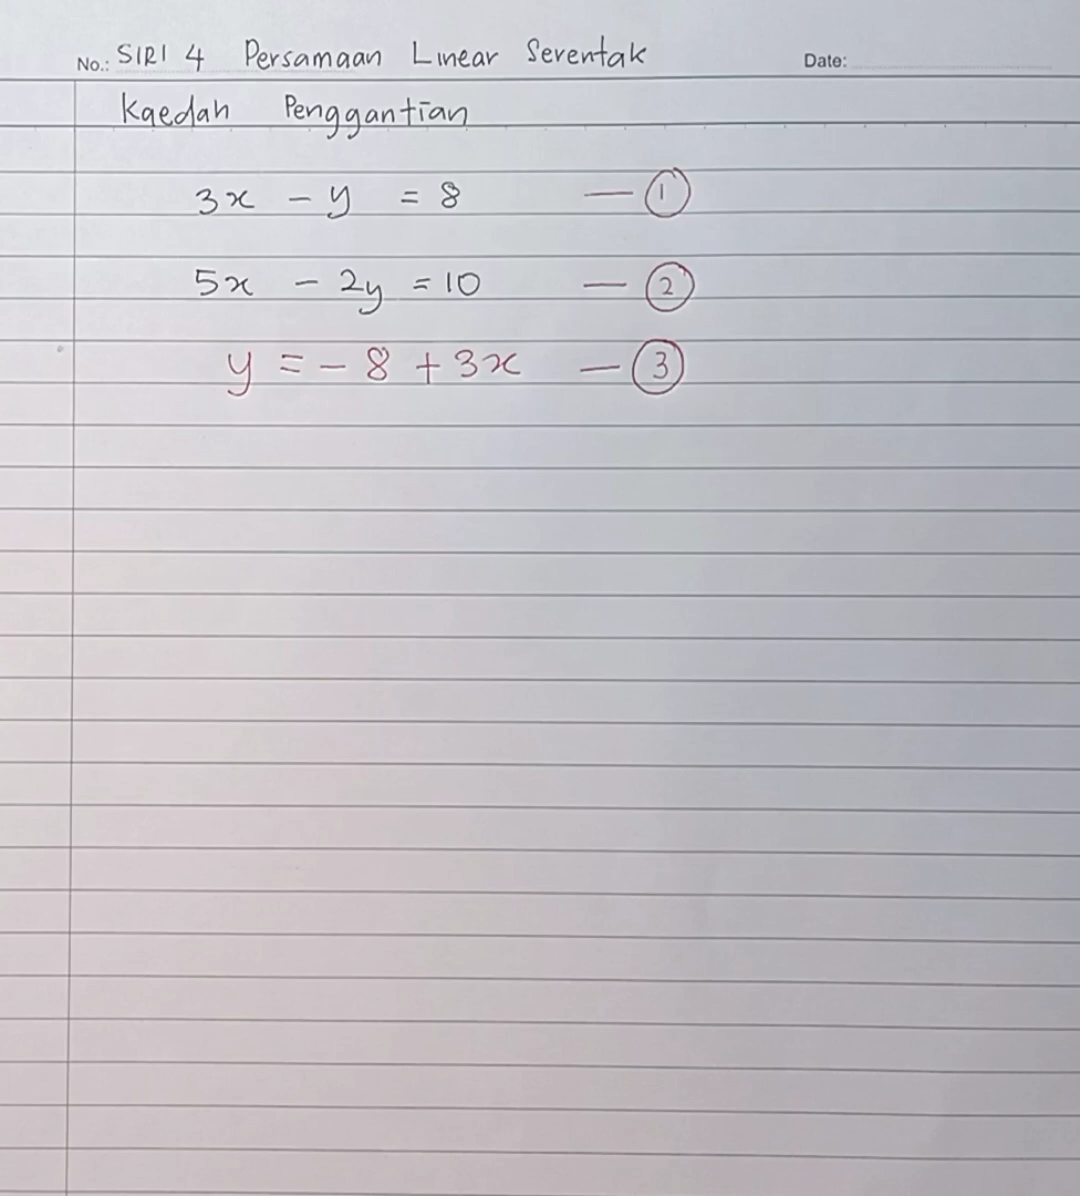 No.: SIRI 4 Persamaan Linear Serentak Date:
Kaedah Penggantian
3x - y = 8 — ①
5x - 2y = 10 — ②
y = - 8 + 3x — ③